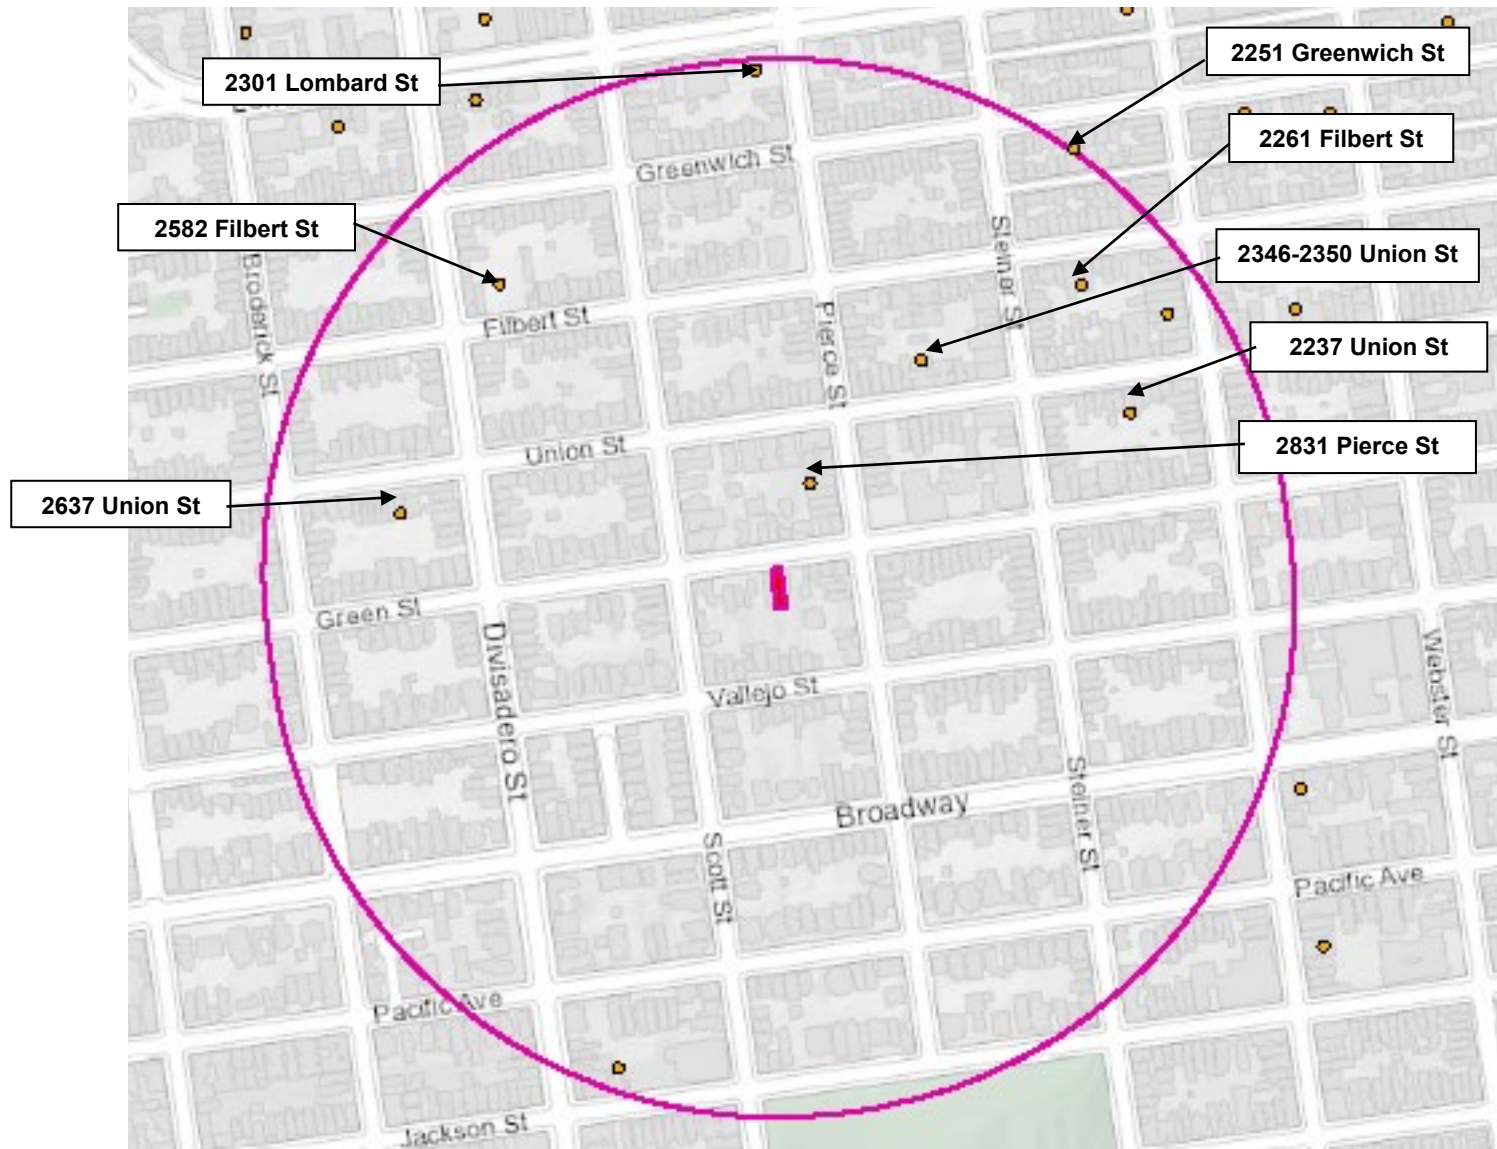 2251 Greenwich St
2301 Lombard St
2261 Filbert St
Greenwich St
2582 Filbert St
Steiner St
2346-2350 Union St
Broderick St
Filbert St
Pierce St
2237 Union St
Union St
2831 Pierce St
2637 Union St
Green St
Divisadero St
Vallejo St
Webster St
Steiner St
Broadway
Scott St
Pacific Ave
Pacific Ave
Jackson St